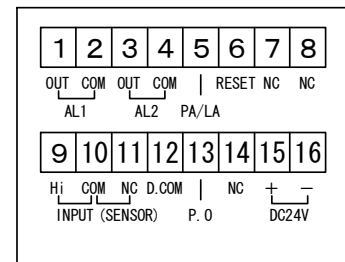 1 2 3 4 5 6 7 8
OUT COM OUT COM | RESET NC NC
AL1 AL2 PA/LA
9 10 11 12 13 14 15 16
Hi COM NC D.COM | NC + −
INPUT (SENSOR) P.O DC24V